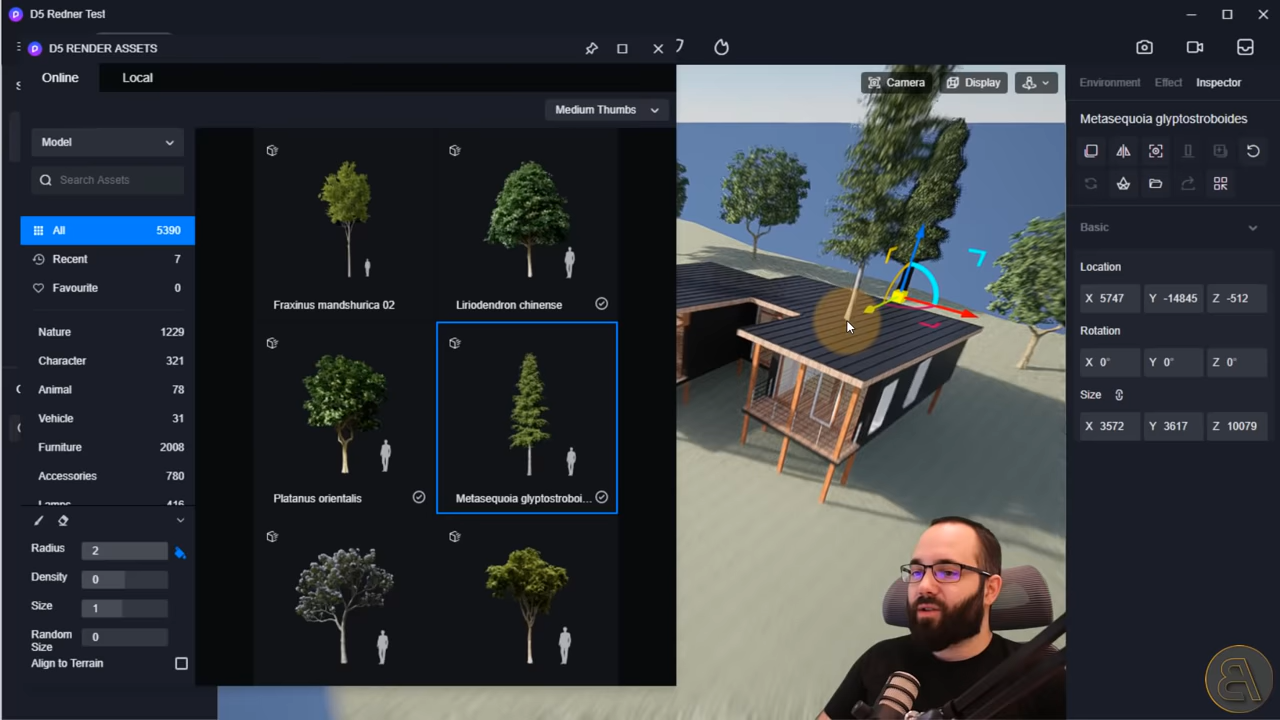 D5 Redner Test
D5 RENDER ASSETS
Online
Local
Camera
Display
Environment
Effect
Inspector
Medium Thumbs
Metasequoia glyptostroboides
Model
Search Assets
All 5390
Recent 7
Favourite 0
Nature 1229
Character 321
Animal 78
Vehicle 31
Furniture 2008
Accessories 780
Lamps 416
Fraxinus mandshurica 02
Liriodendron chinense
Platanus orientalis
Metasequoia glyptostroboi...
Radius 2
Density 0
Size 1
Random
Size
0
Align to Terrain
Basic
Location
X 5747 Y -14845 Z -512
Rotation
X 0° Y 0° Z 0°
Size
X 3572 Y 3617 Z 10079